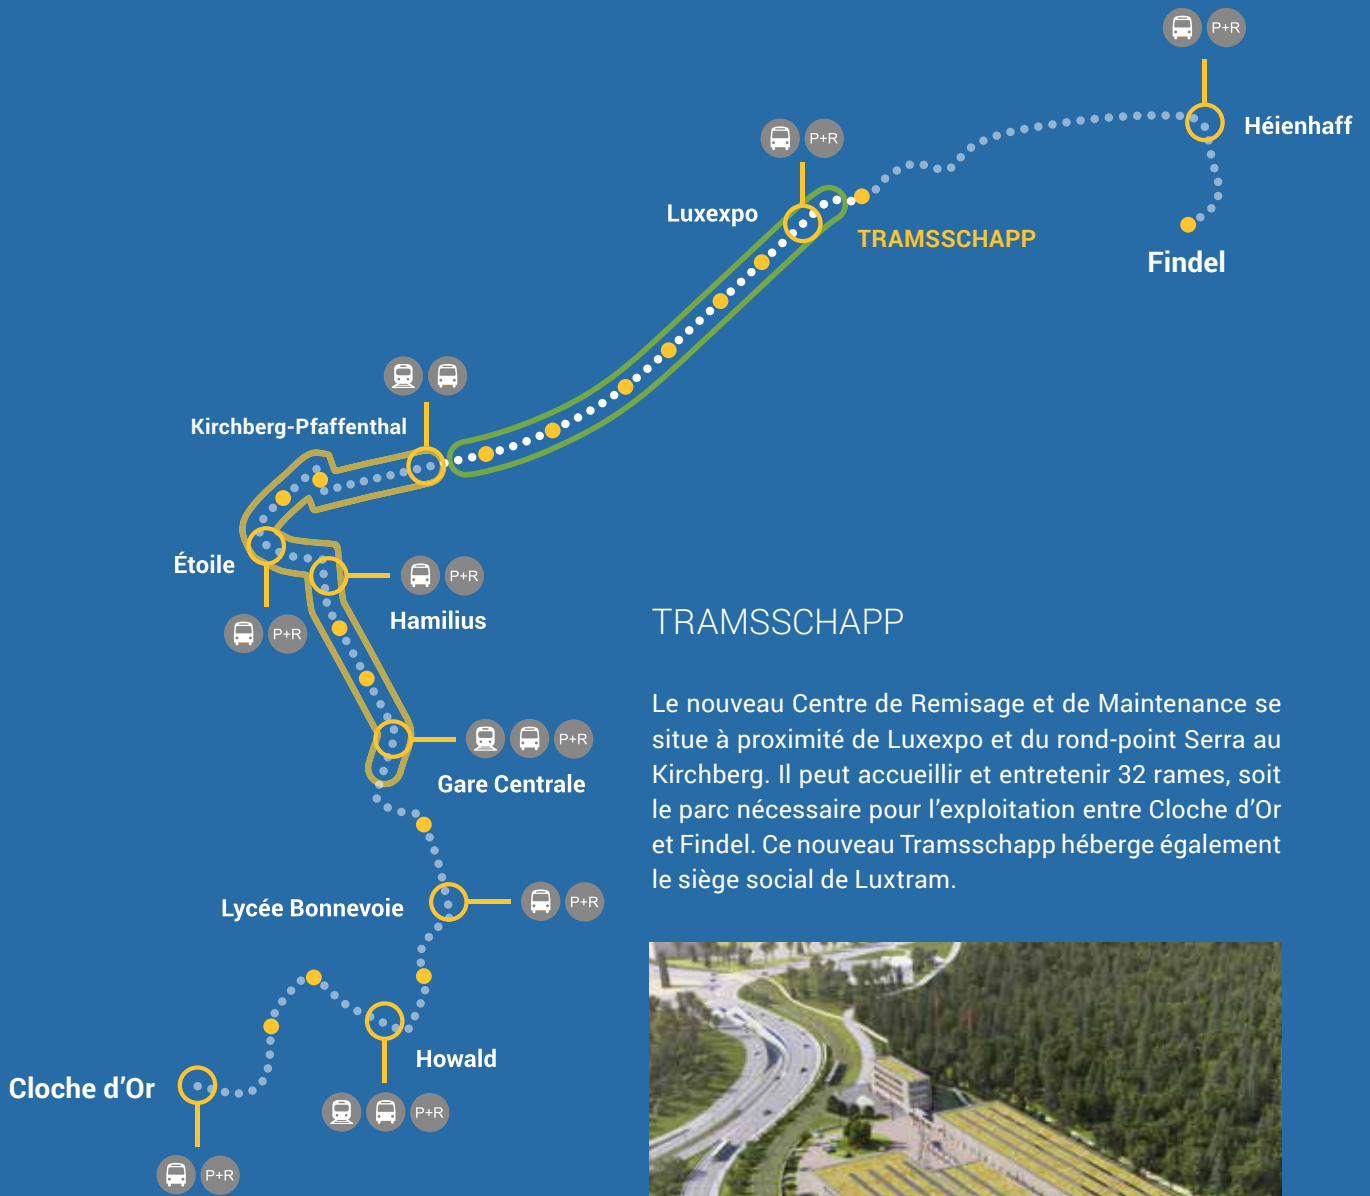 P+R
Héienhaff
P+R
Luxexpo
TRAMSSCHAPP
Findel
Kirchberg-Pfaffenthal
Étoile
P+R
Hamilius
P+R
P+R
Gare Centrale
Lycée Bonnevoie
P+R
Howald
Cloche d’Or
P+R
P+R
TRAMSSCHAPP
Le nouveau Centre de Remisage et de Maintenance se
situe à proximité de Luxexpo et du rond-point Serra au
Kirchberg. Il peut accueillir et entretenir 32 rames, soit
le parc nécessaire pour l’exploitation entre Cloche d’Or
et Findel. Ce nouveau Tramsschapp héberge également
le siège social de Luxtram.